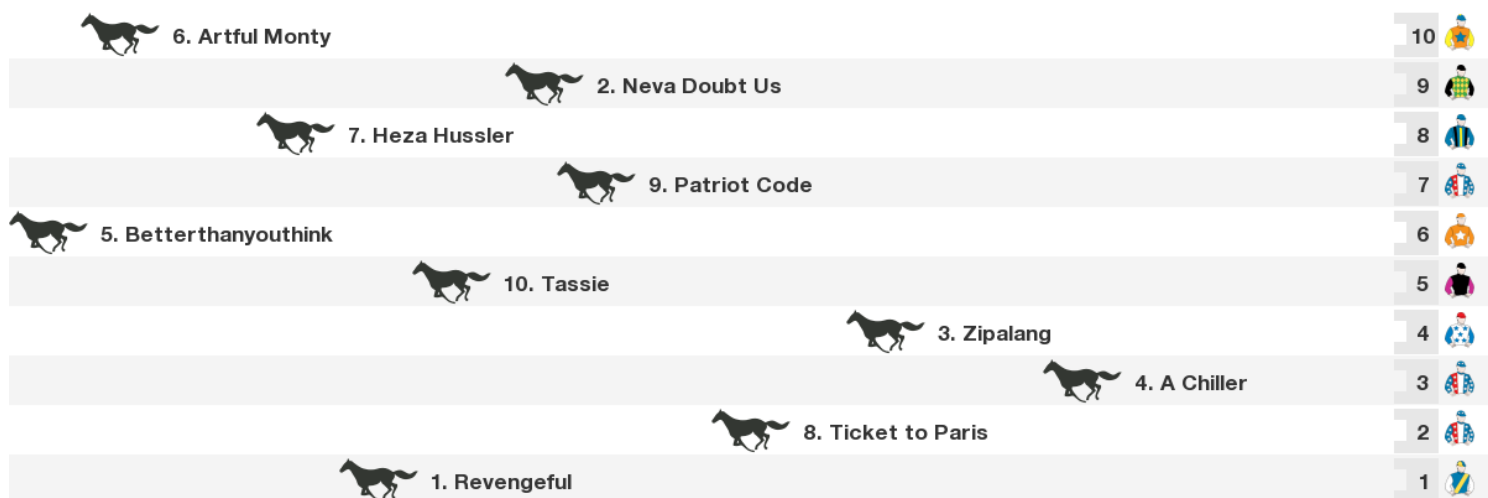 6. Artful Monty 10
2. Neva Doubt Us 9
7. Heza Hussler 8
9. Patriot Code 7
5. Betterthanyouthink 6
10. Tassie 5
3. Zipalang 4
4. A Chiller 3
8. Ticket to Paris 2
1. Revengeful 1